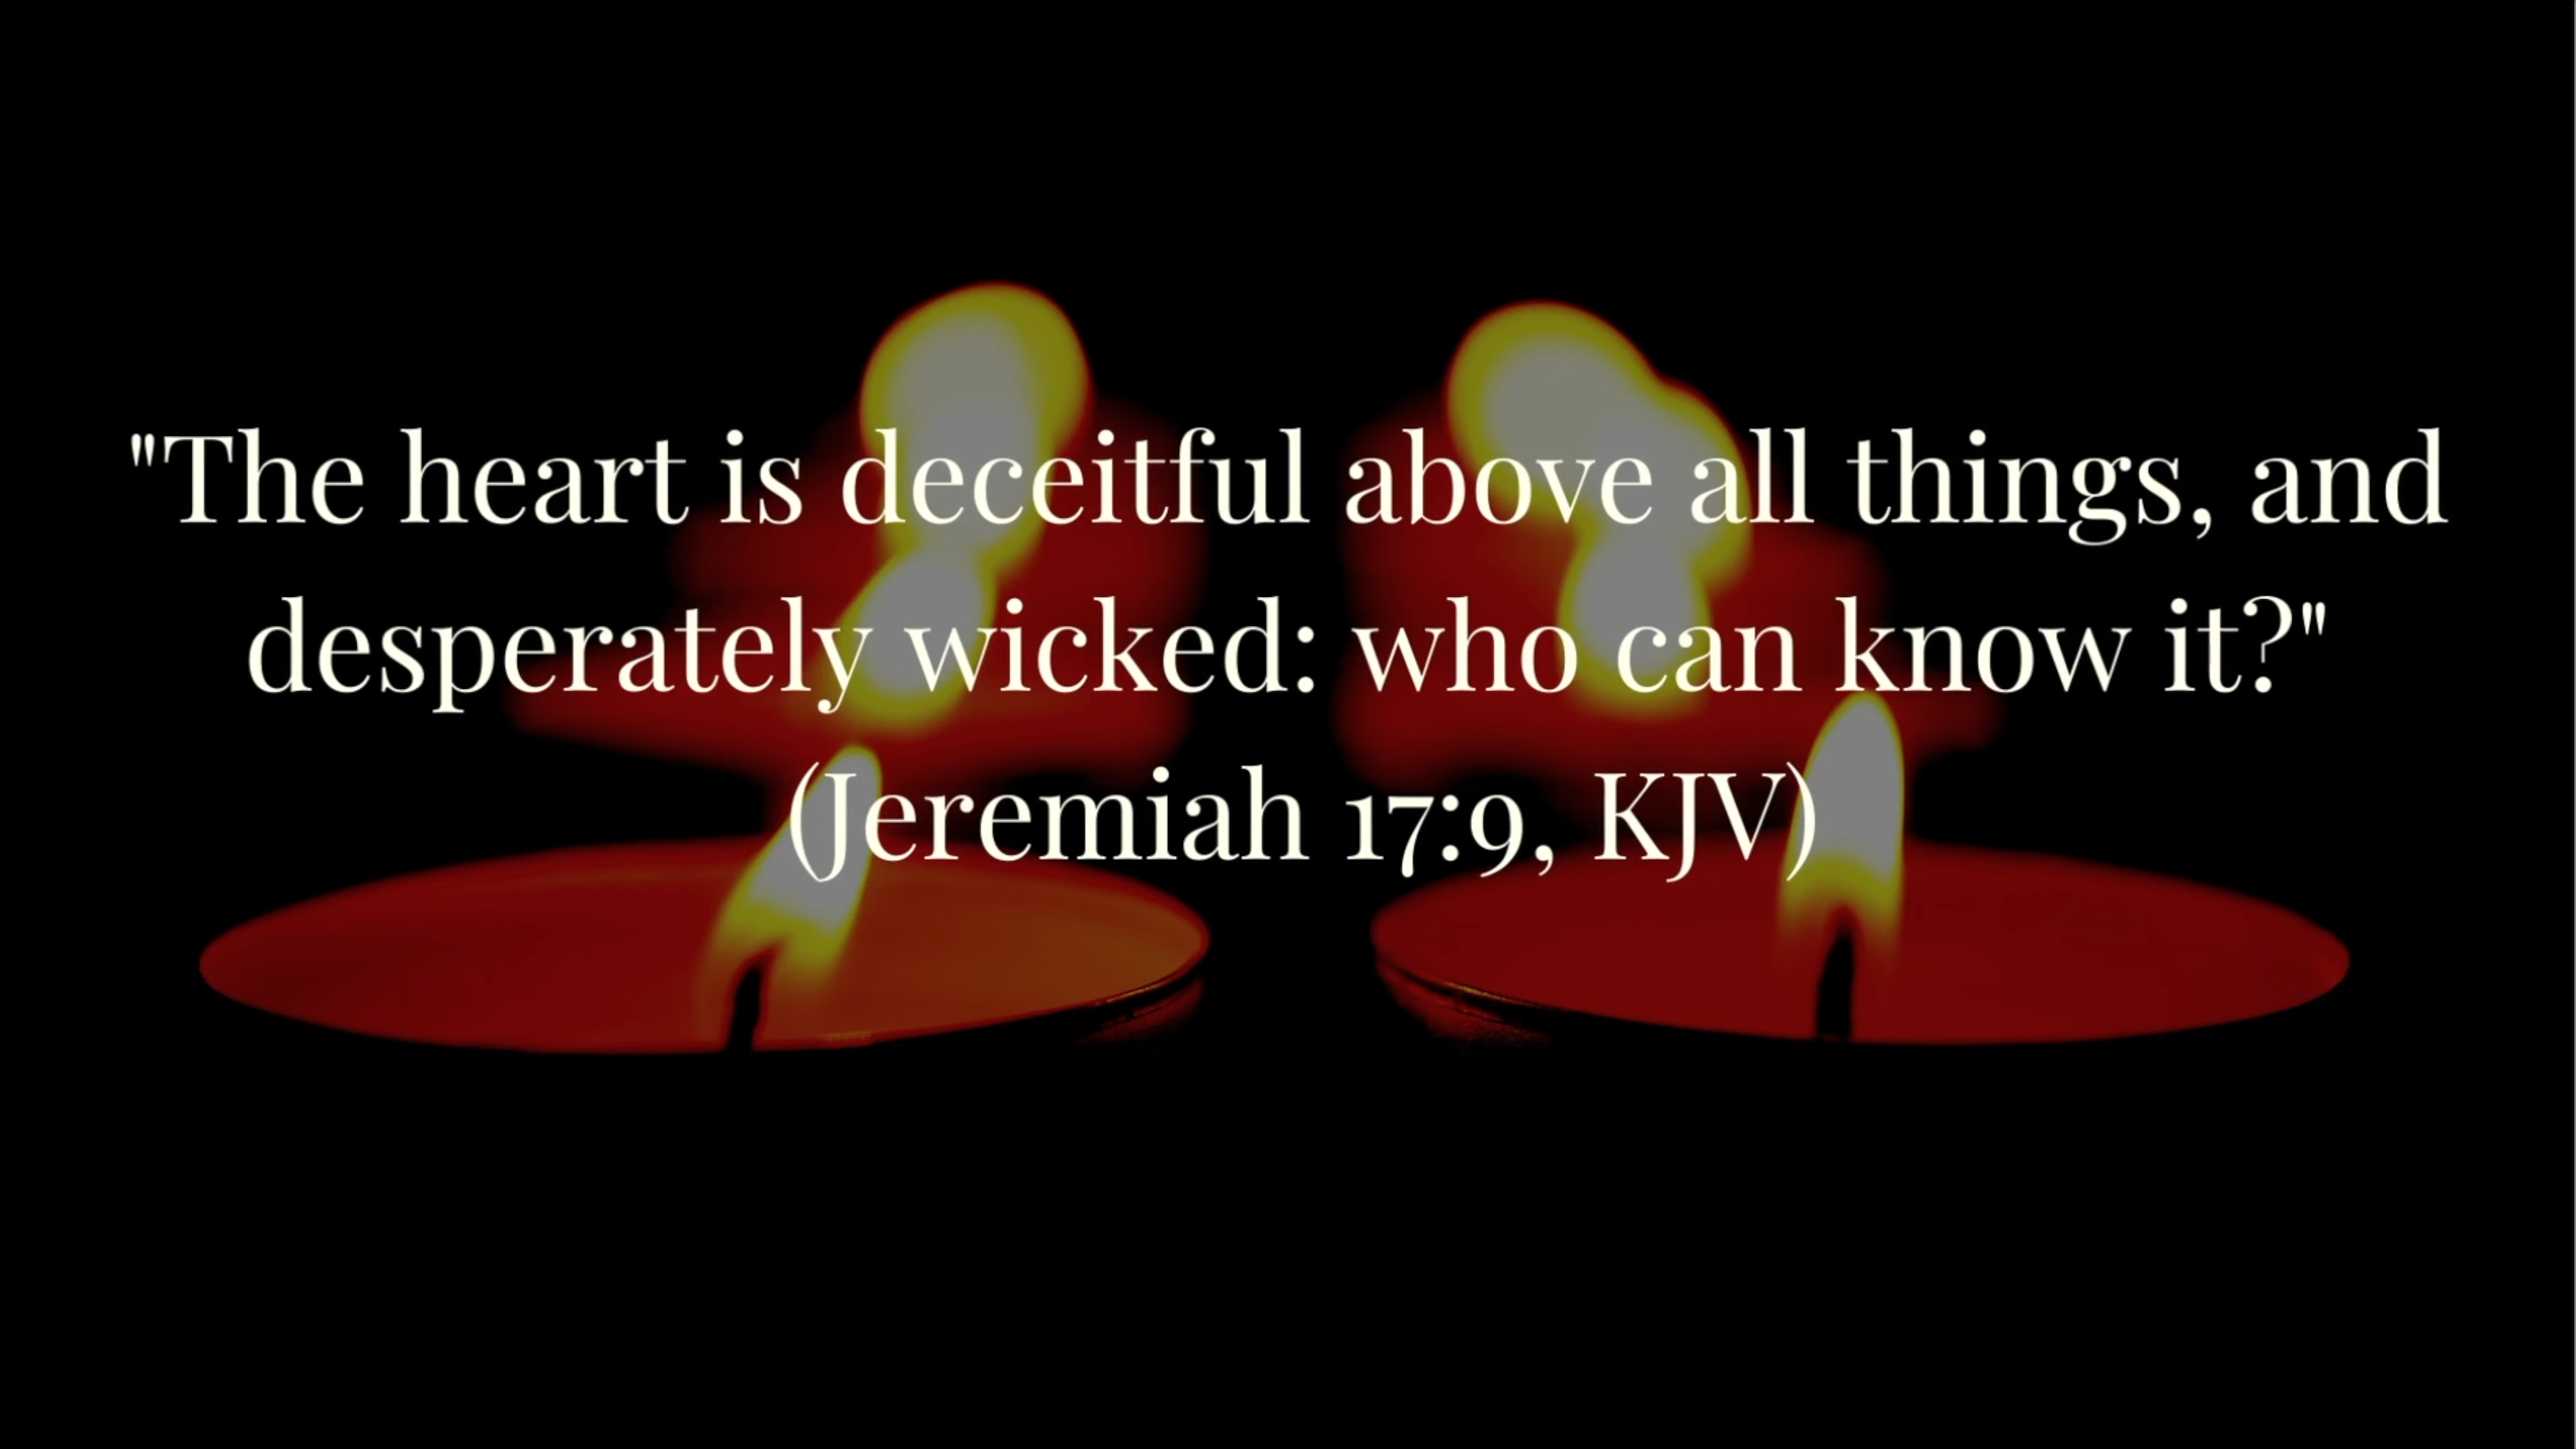 "The heart is deceitful above all things, and
desperately wicked: who can know it?"
(Jeremiah 17:9, KJV)